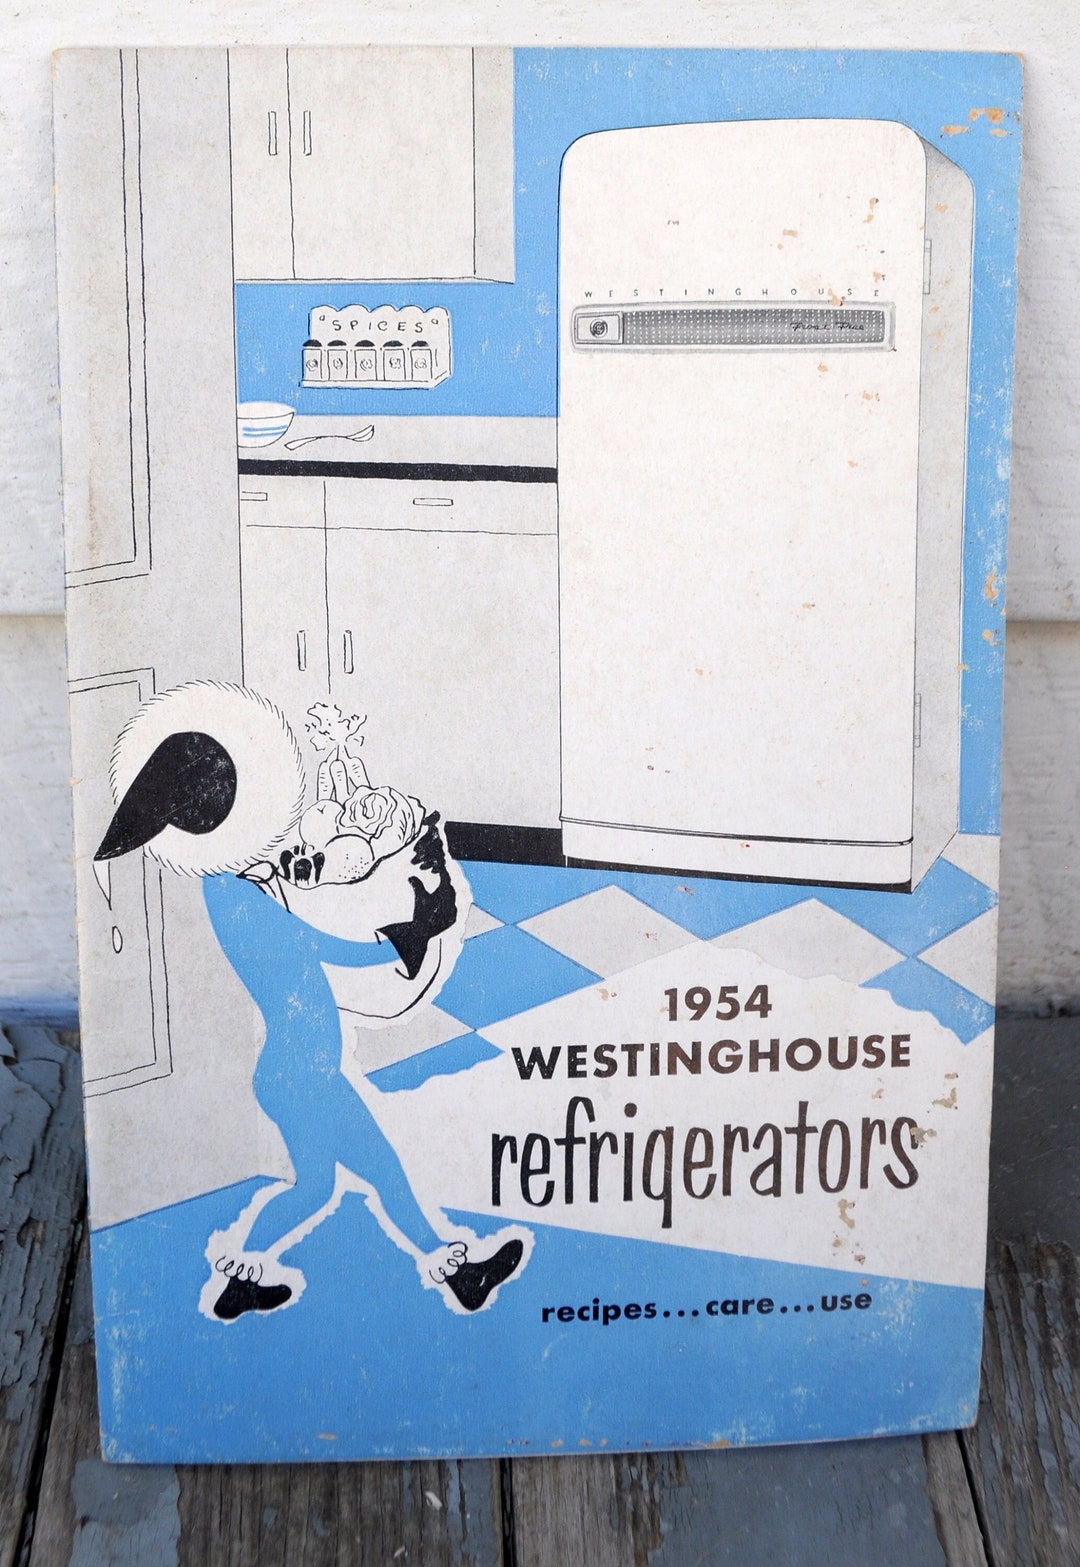 "SPICES"
WESTINGHOUSE
Frost Free
1954
WESTINGHOUSE
refrigerators
recipes...care...use